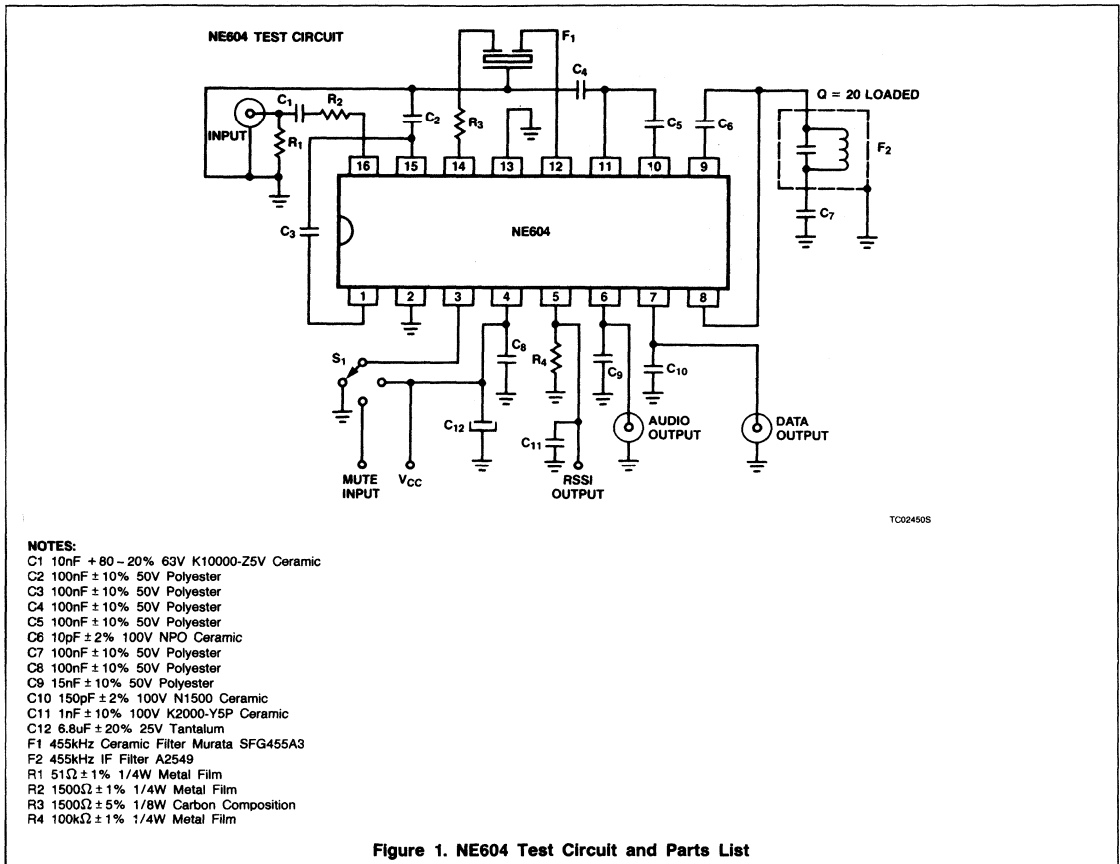 NE604 TEST CIRCUIT
F1
C4
Q = 20 LOADED
C1
R2
C2
R3
C5
C6
F2
INPUT
R1
16
15
14
13
12
11
10
9
C7
C3
NE604
1
2
3
4
5
6
7
8
S1
C8
R4
C9
C10
C12
C11
AUDIO
OUTPUT
DATA
OUTPUT
MUTE
INPUT
VCC
RSSI
OUTPUT
TC02450S
NOTES:
C1 10nF +80 – 20% 63V K10000-Z5V Ceramic
C2 100nF ± 10% 50V Polyester
C3 100nF ± 10% 50V Polyester
C4 100nF ± 10% 50V Polyester
C5 100nF ± 10% 50V Polyester
C6 10pF ± 2% 100V NPO Ceramic
C7 100nF ± 10% 50V Polyester
C8 100nF ± 10% 50V Polyester
C9 15nF ± 10% 50V Polyester
C10 150pF ± 2% 100V N1500 Ceramic
C11 1nF ± 10% 100V K2000-Y5P Ceramic
C12 6.8uF ± 20% 25V Tantalum
F1 455kHz Ceramic Filter Murata SFG455A3
F2 455kHz IF Filter A2549
R1 51Ω ± 1% 1/4W Metal Film
R2 1500Ω ± 1% 1/4W Metal Film
R3 1500Ω ± 5% 1/8W Carbon Composition
R4 100kΩ ± 1% 1/4W Metal Film
Figure 1. NE604 Test Circuit and Parts List